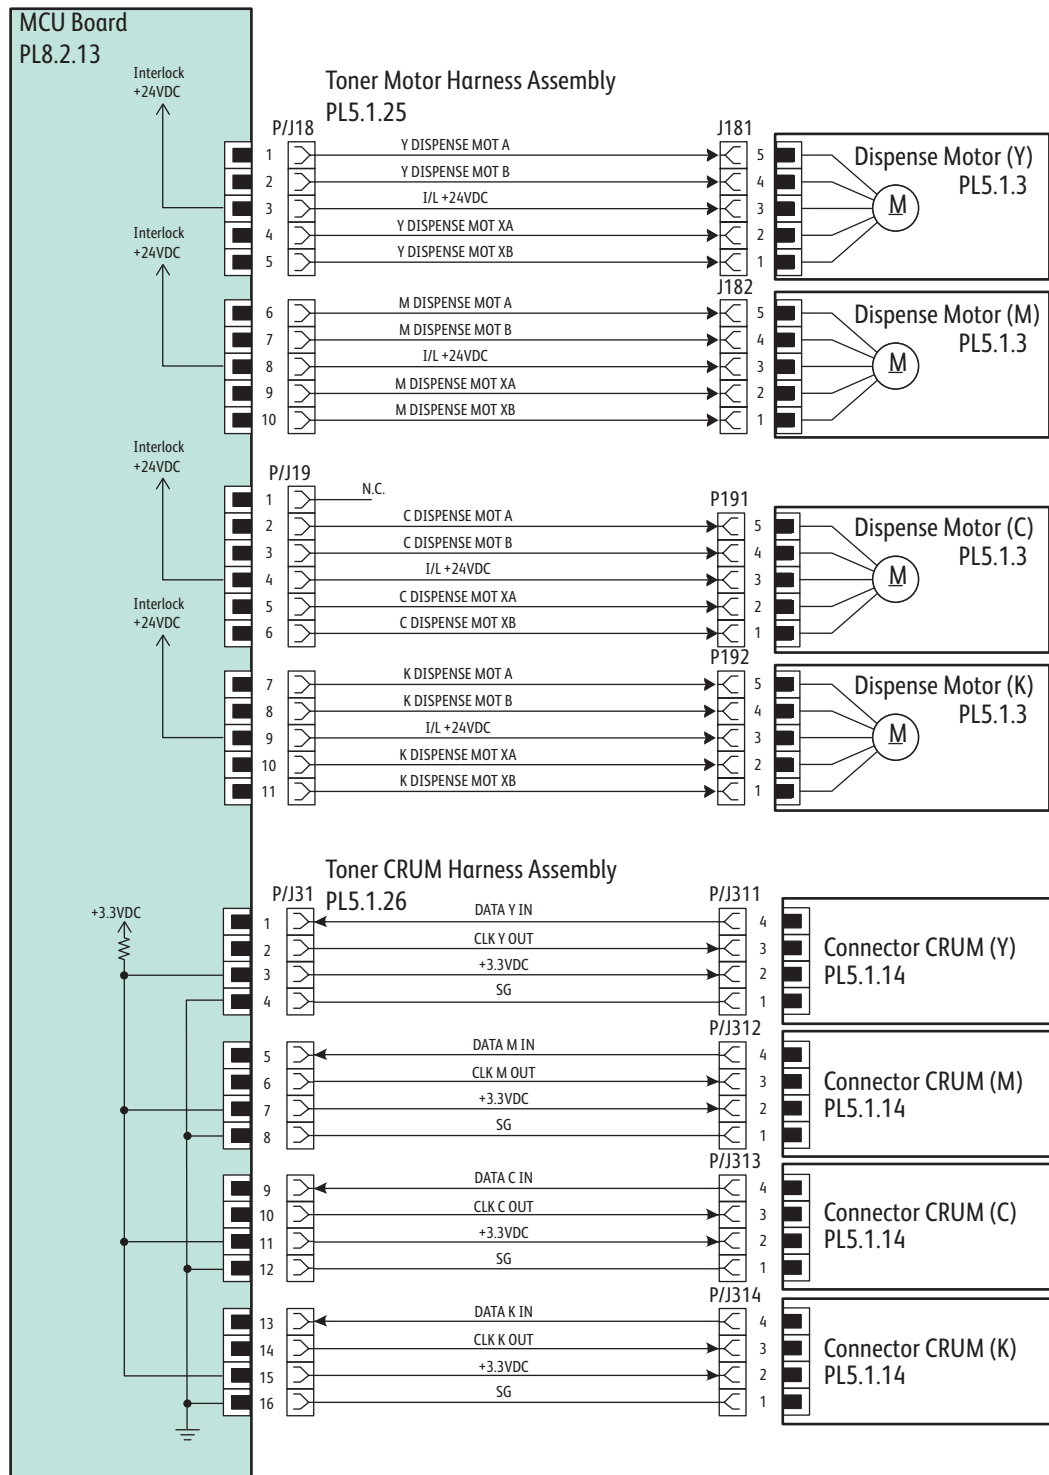 MCU Board
PL8.2.13
Interlock
+24VDC
Toner Motor Harness Assembly
PL5.1.25
P/J18
J181
1 Y DISPENSE MOT A 5
2 Y DISPENSE MOT B 4
3 I/L +24VDC 3
4 Y DISPENSE MOT XA 2
5 Y DISPENSE MOT XB 1
Dispense Motor (Y)
PL5.1.3
M
Interlock
+24VDC
J182
6 M DISPENSE MOT A 5
7 M DISPENSE MOT B 4
8 I/L +24VDC 3
9 M DISPENSE MOT XA 2
10 M DISPENSE MOT XB 1
Dispense Motor (M)
PL5.1.3
M
Interlock
+24VDC
P/J19
1 N.C.
P191
2 C DISPENSE MOT A 5
3 C DISPENSE MOT B 4
4 I/L +24VDC 3
5 C DISPENSE MOT XA 2
6 C DISPENSE MOT XB 1
Dispense Motor (C)
PL5.1.3
M
Interlock
+24VDC
P192
7 K DISPENSE MOT A 5
8 K DISPENSE MOT B 4
9 I/L +24VDC 3
10 K DISPENSE MOT XA 2
11 K DISPENSE MOT XB 1
Dispense Motor (K)
PL5.1.3
M
Toner CRUM Harness Assembly
PL5.1.26
+3.3VDC
P/J31
P/J311
1 DATA Y IN 4
2 CLK Y OUT 3
3 +3.3VDC 2
4 SG 1
Connector CRUM (Y)
PL5.1.14
P/J312
5 DATA M IN 4
6 CLK M OUT 3
7 +3.3VDC 2
8 SG 1
Connector CRUM (M)
PL5.1.14
P/J313
9 DATA C IN 4
10 CLK C OUT 3
11 +3.3VDC 2
12 SG 1
Connector CRUM (C)
PL5.1.14
P/J314
13 DATA K IN 4
14 CLK K OUT 3
15 +3.3VDC 2
16 SG 1
Connector CRUM (K)
PL5.1.14